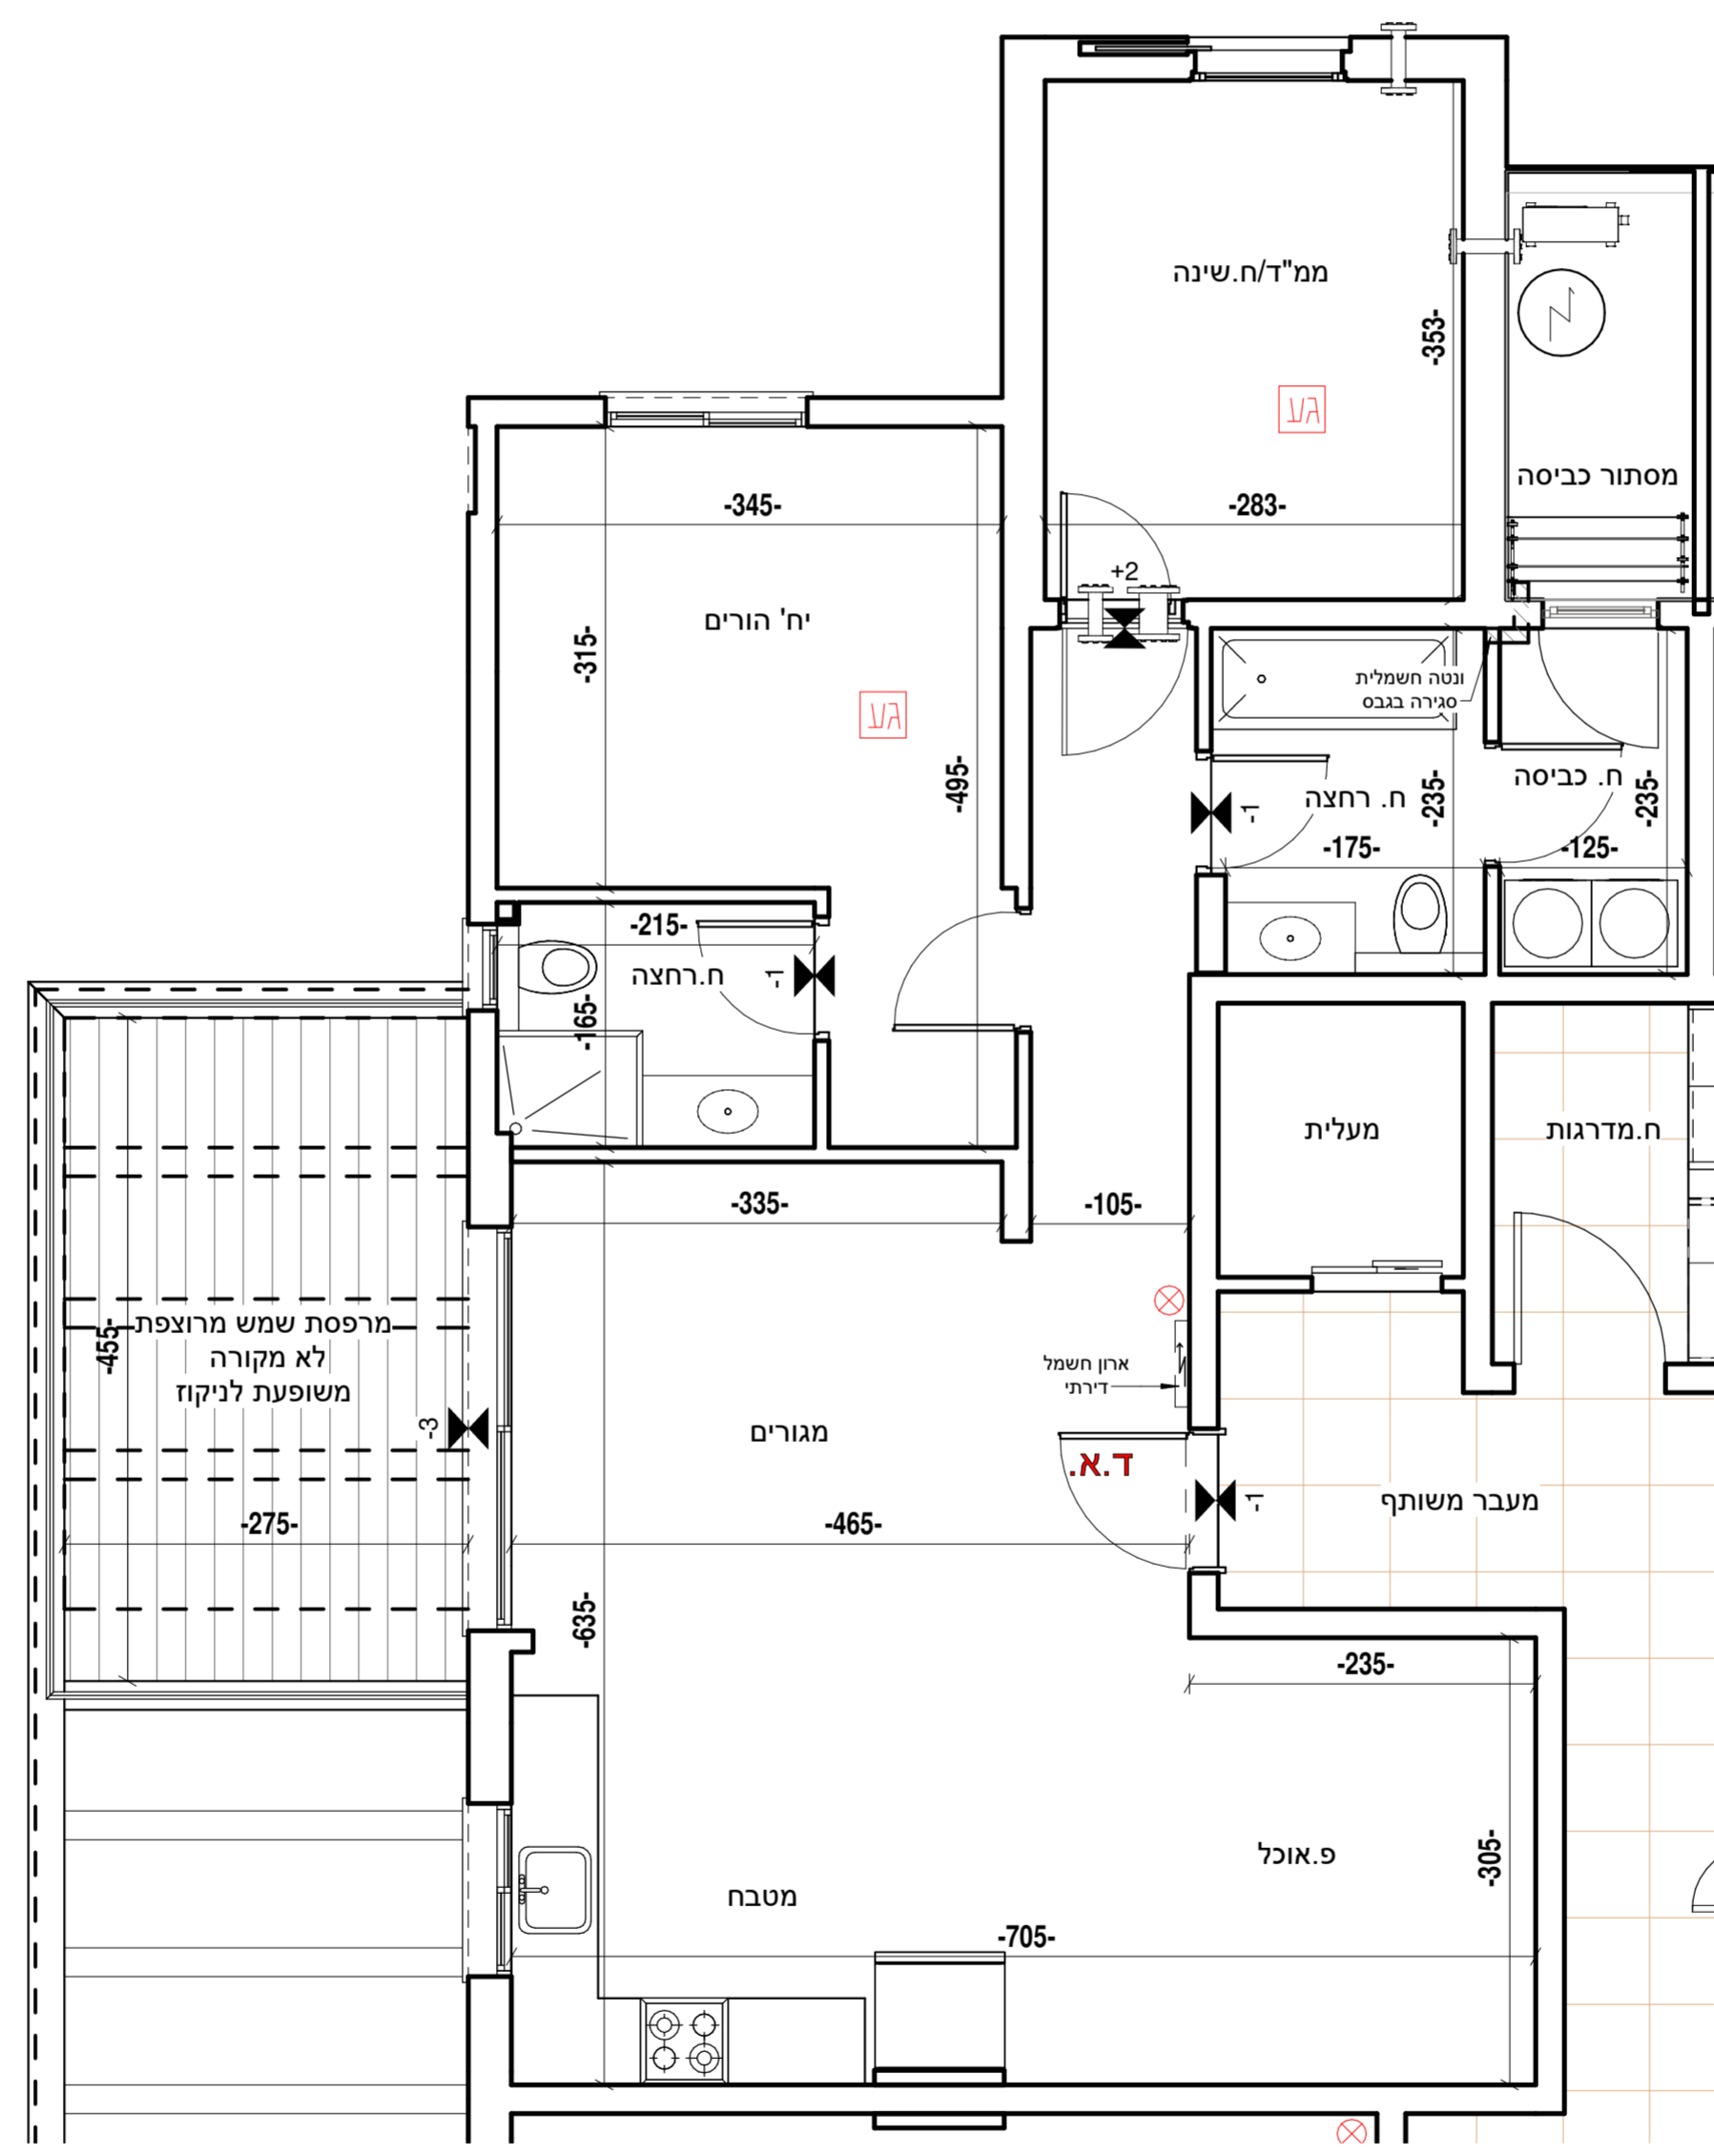 ממ"ד/ח.שינה
-353-
גע
מסתור כביסה
-345-
-283-
+2
יח' הורים
-315-
גע
-495-
ונטה חשמלית
סגירה בגבס
ח. רחצה
-1
-235-
ח. כביסה
-235-
-175-
-125-
-215-
ח.רחצה
-1
-165-
מעלית
ח.מדרגות
-335-
-105-
מרפסת שמש מרוצפת
לא מקורה
משופעת לניקוז
-455-
-3
ארון חשמל
דירתי
מגורים
ד.א.
-1
מעבר משותף
-275-
-465-
-635-
-235-
פ.אוכל
-305-
מטבח
-705-